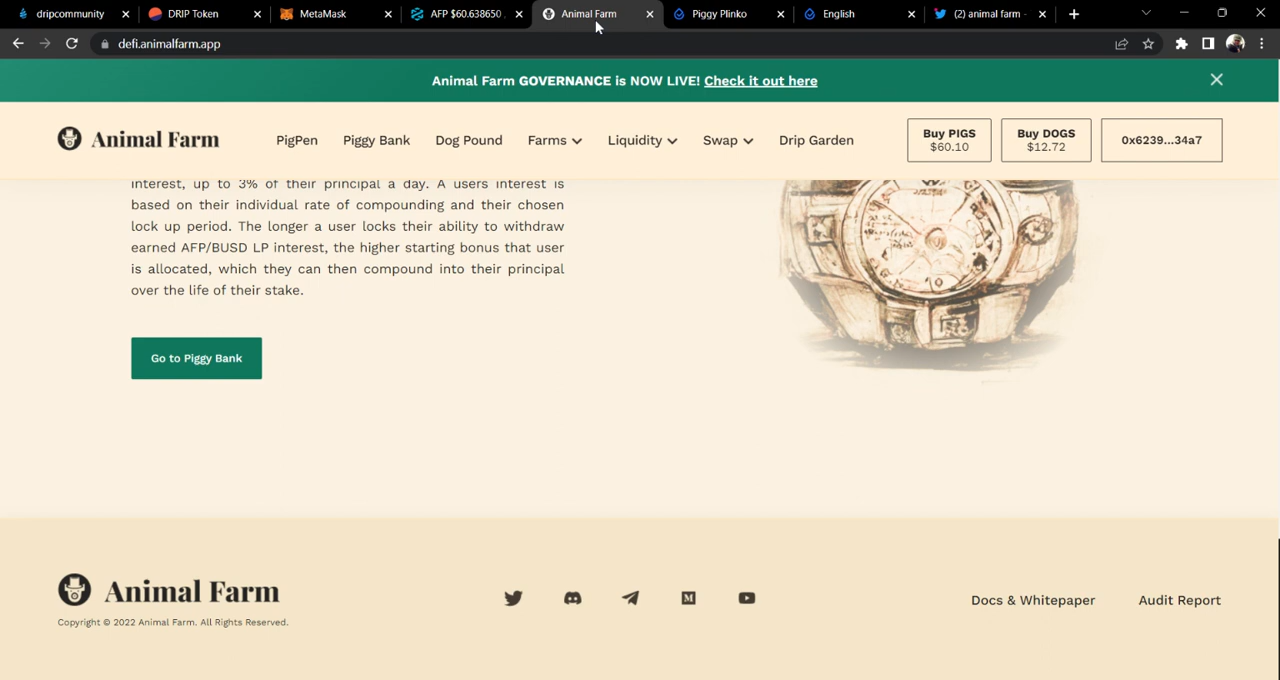 dripcommunity
DRIP Token
MetaMask
AFP $60.638650
Animal Farm
Piggy Plinko
English
(2) animal farm -
defi.animalfarm.app
Animal Farm GOVERNANCE is NOW LIVE! Check it out here
Animal Farm
PigPen
Piggy Bank
Dog Pound
Farms
Liquidity
Swap
Drip Garden
Buy PIGS
$60.10
Buy DOGS
$12.72
0x6239...34a7
interest, up to 3% of their principal a day. A users interest is
based on their individual rate of compounding and their chosen
lock up period. The longer a user locks their ability to withdraw
earned AFP/BUSD LP interest, the higher starting bonus that user
is allocated, which they can then compound into their principal
over the life of their stake.
Go to Piggy Bank
Animal Farm
Copyright © 2022 Animal Farm. All Rights Reserved.
Docs & Whitepaper
Audit Report